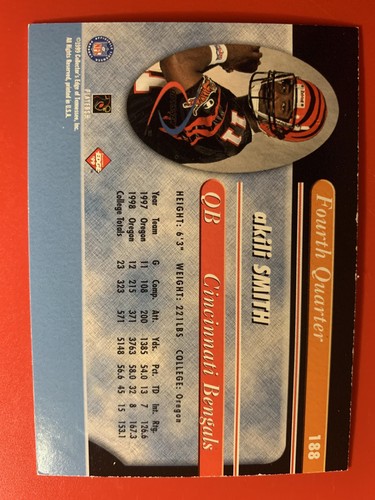 Fourth Quarter
188
akili SMITH
QB Cincinnati Bengals
HEIGHT: 6'3" WEIGHT: 221LBS COLLEGE: Oregon
Year Team G Comp. Att. Yds. Pct. TD Int. Rtg.
1997 Oregon 11 108 200 1385 54.0 13 7 126.6
1998 Oregon 12 215 371 3763 58.0 32 8 167.3
College Totals 23 323 571 5148 56.6 45 15 153.1
EDGE
PLAYERS
©1999 Collector's Edge of Tennessee, Inc.
All Rights Reserved, printed in U.S.A.